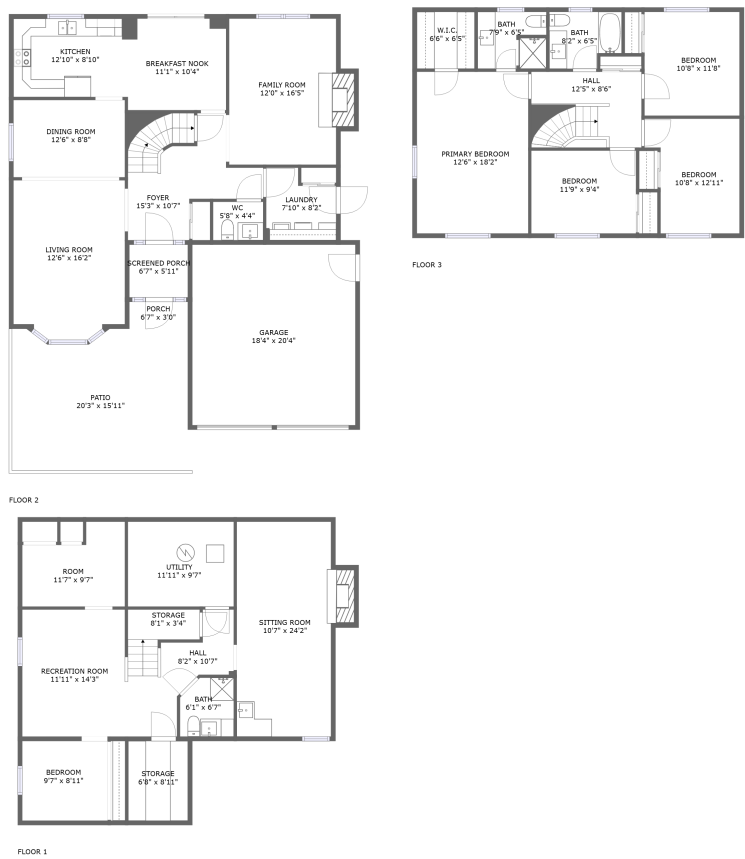 KITCHEN
12'10" x 8'10"
BREAKFAST NOOK
11'1" x 10'4"
FAMILY ROOM
12'0" x 16'5"
DINING ROOM
12'6" x 8'8"
FOYER
15'3" x 10'7"
WC
5'8" x 4'4"
LAUNDRY
7'10" x 8'2"
LIVING ROOM
12'6" x 16'2"
SCREENED PORCH
6'7" x 5'11"
PORCH
6'7" x 3'0"
GARAGE
18'4" x 20'4"
PATIO
20'3" x 15'11"
FLOOR 2
W.I.C.
6'6" x 6'5"
BATH
7'9" x 6'5"
BATH
8'2" x 6'5"
BEDROOM
10'8" x 11'8"
HALL
12'5" x 8'6"
PRIMARY BEDROOM
12'6" x 18'2"
BEDROOM
11'9" x 9'4"
BEDROOM
10'8" x 12'11"
FLOOR 3
ROOM
11'7" x 9'7"
UTILITY
11'11" x 9'7"
STORAGE
8'1" x 3'4"
SITTING ROOM
10'7" x 24'2"
HALL
8'2" x 10'7"
RECREATION ROOM
11'11" x 14'3"
BATH
6'1" x 6'7"
BEDROOM
9'7" x 8'11"
STORAGE
6'8" x 8'11"
FLOOR 1